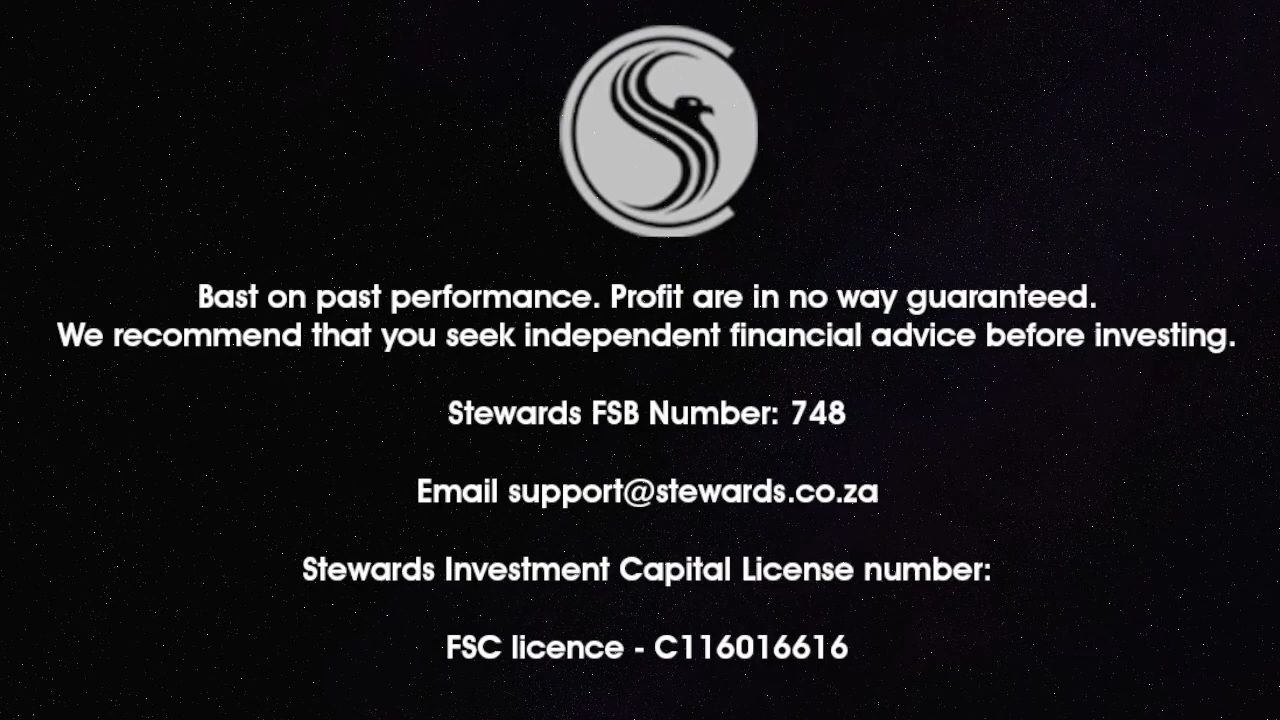 Bast on past performance. Profit are in no way guaranteed.
We recommend that you seek independent financial advice before investing.
Stewards FSB Number: 748
Email support@stewards.co.za
Stewards Investment Capital License number:
FSC licence - C116016616